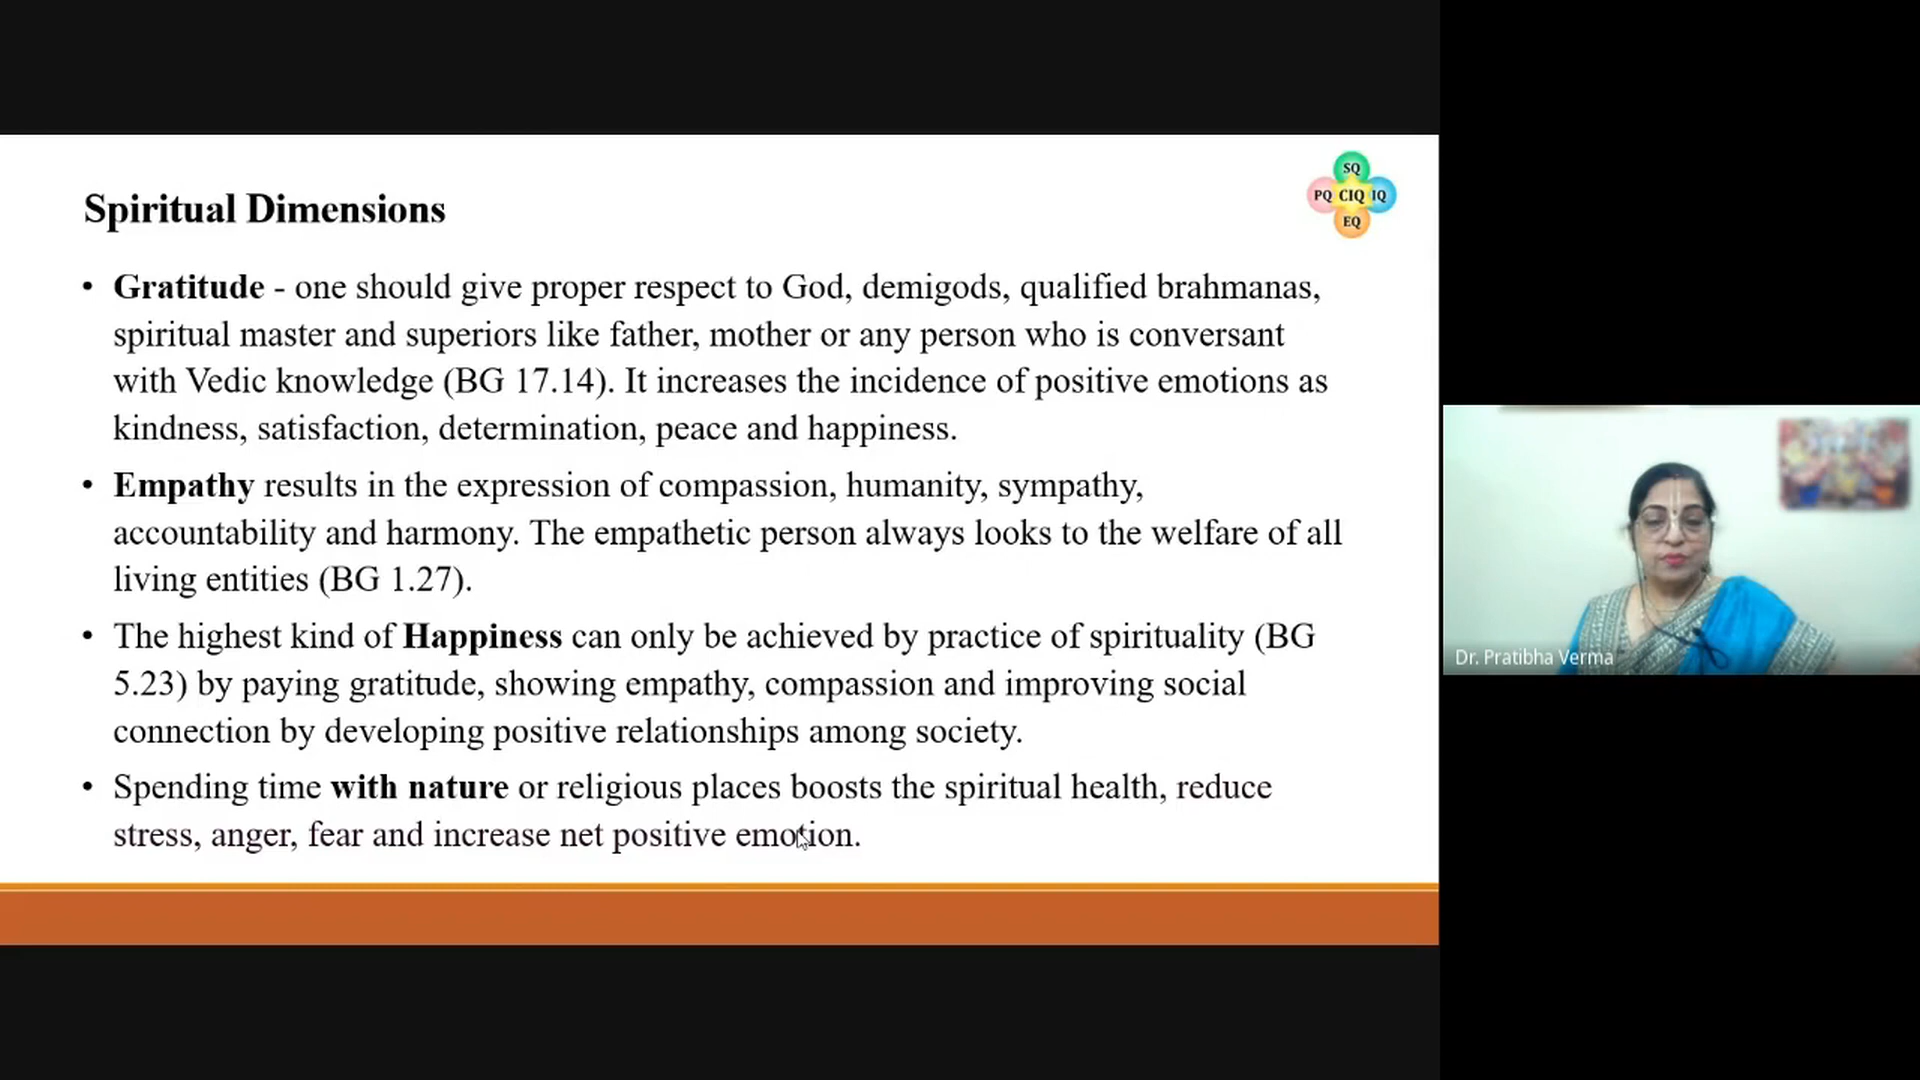 Spiritual Dimensions
SQ
PQ CIQ IQ
EQ
• Gratitude - one should give proper respect to God, demigods, qualified brahmanas,
spiritual master and superiors like father, mother or any person who is conversant
with Vedic knowledge (BG 17.14). It increases the incidence of positive emotions as
kindness, satisfaction, determination, peace and happiness.
• Empathy results in the expression of compassion, humanity, sympathy,
accountability and harmony. The empathetic person always looks to the welfare of all
living entities (BG 1.27).
• The highest kind of Happiness can only be achieved by practice of spirituality (BG
5.23) by paying gratitude, showing empathy, compassion and improving social
connection by developing positive relationships among society.
• Spending time with nature or religious places boosts the spiritual health, reduce
stress, anger, fear and increase net positive emotion.
Dr. Pratibha Verma